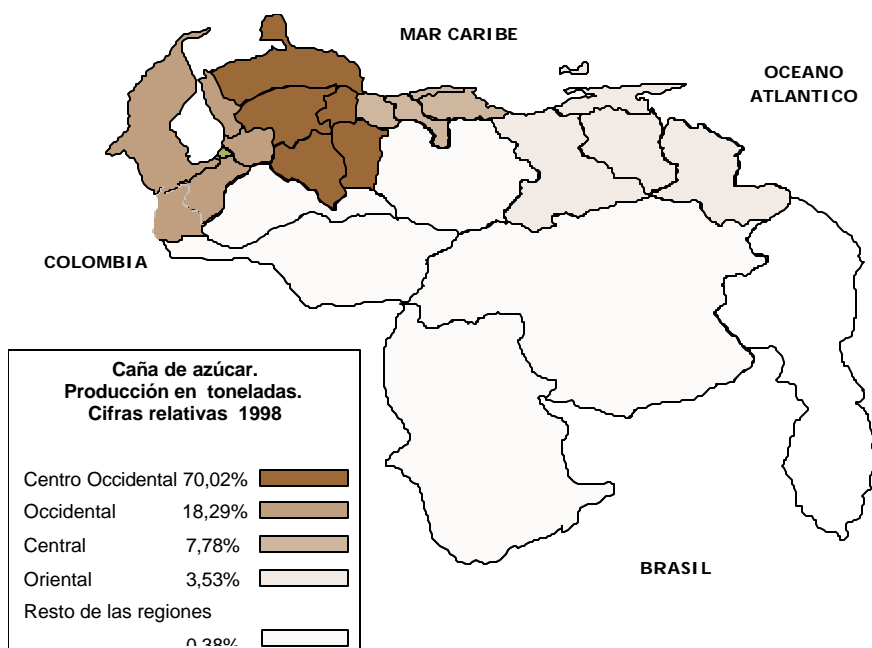 MAR CARIBE
OCEANO
ATLANTICO
COLOMBIA
BRASIL
Caña de azúcar.
Producción en toneladas.
Cifras relativas 1998
Centro Occidental 70,02%
Occidental 18,29%
Central 7,78%
Oriental 3,53%
Resto de las regiones
0,38%